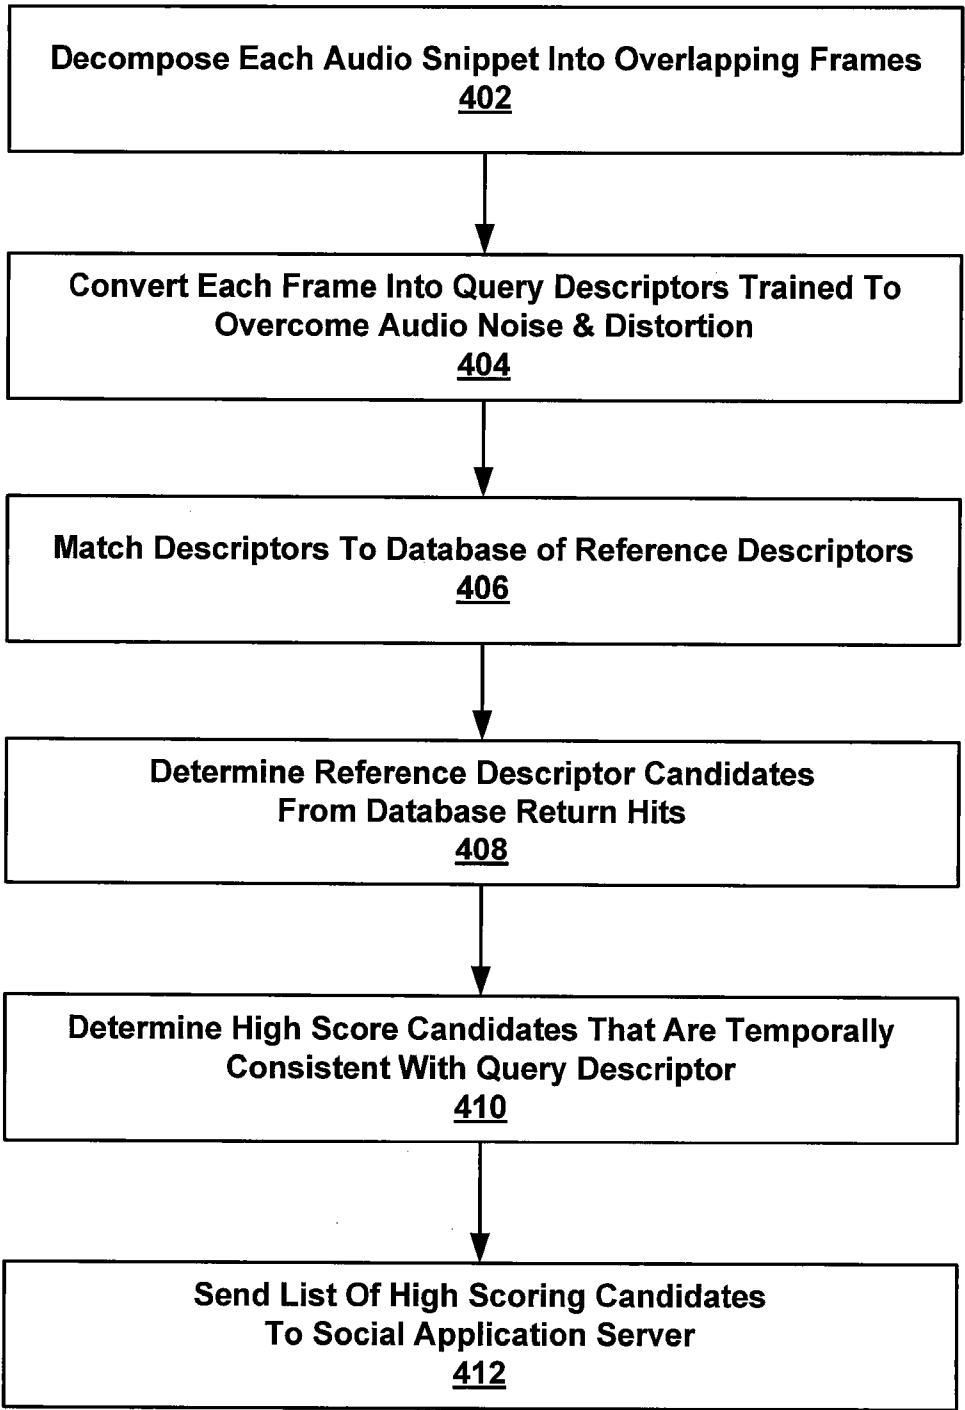 Decompose Each Audio Snippet Into Overlapping Frames
402
Convert Each Frame Into Query Descriptors Trained To
Overcome Audio Noise & Distortion
404
Match Descriptors To Database of Reference Descriptors
406
Determine Reference Descriptor Candidates
From Database Return Hits
408
Determine High Score Candidates That Are Temporally
Consistent With Query Descriptor
410
Send List Of High Scoring Candidates
To Social Application Server
412